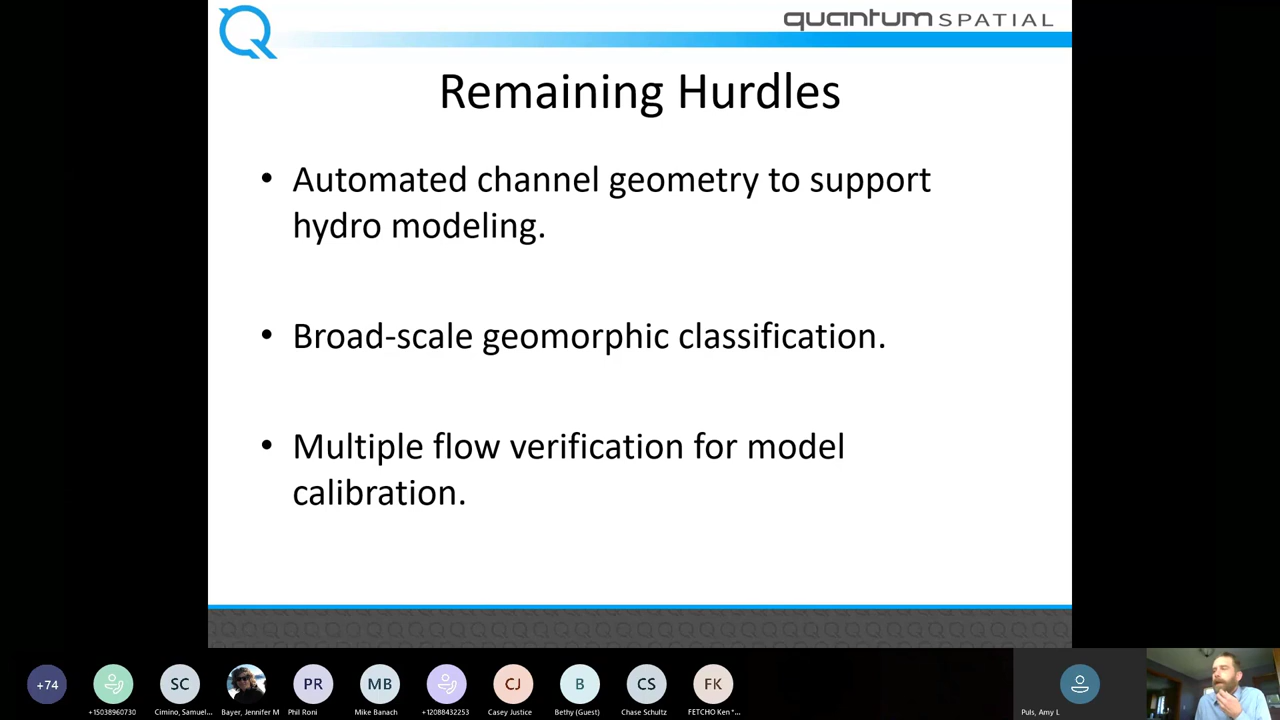 quantum SPATIAL
Remaining Hurdles
• Automated channel geometry to support
hydro modeling.
• Broad-scale geomorphic classification.
• Multiple flow verification for model
calibration.
+74
SC
PR
MB
CJ
B
CS
FK
+15038960730
Cimino, Samuel...
Bayer, Jennifer M
Phil Roni
Mike Banach
+12088432253
Casey Justice
Bethy (Guest)
Chase Schultz
FETCHO Ken "...
Puls, Amy L